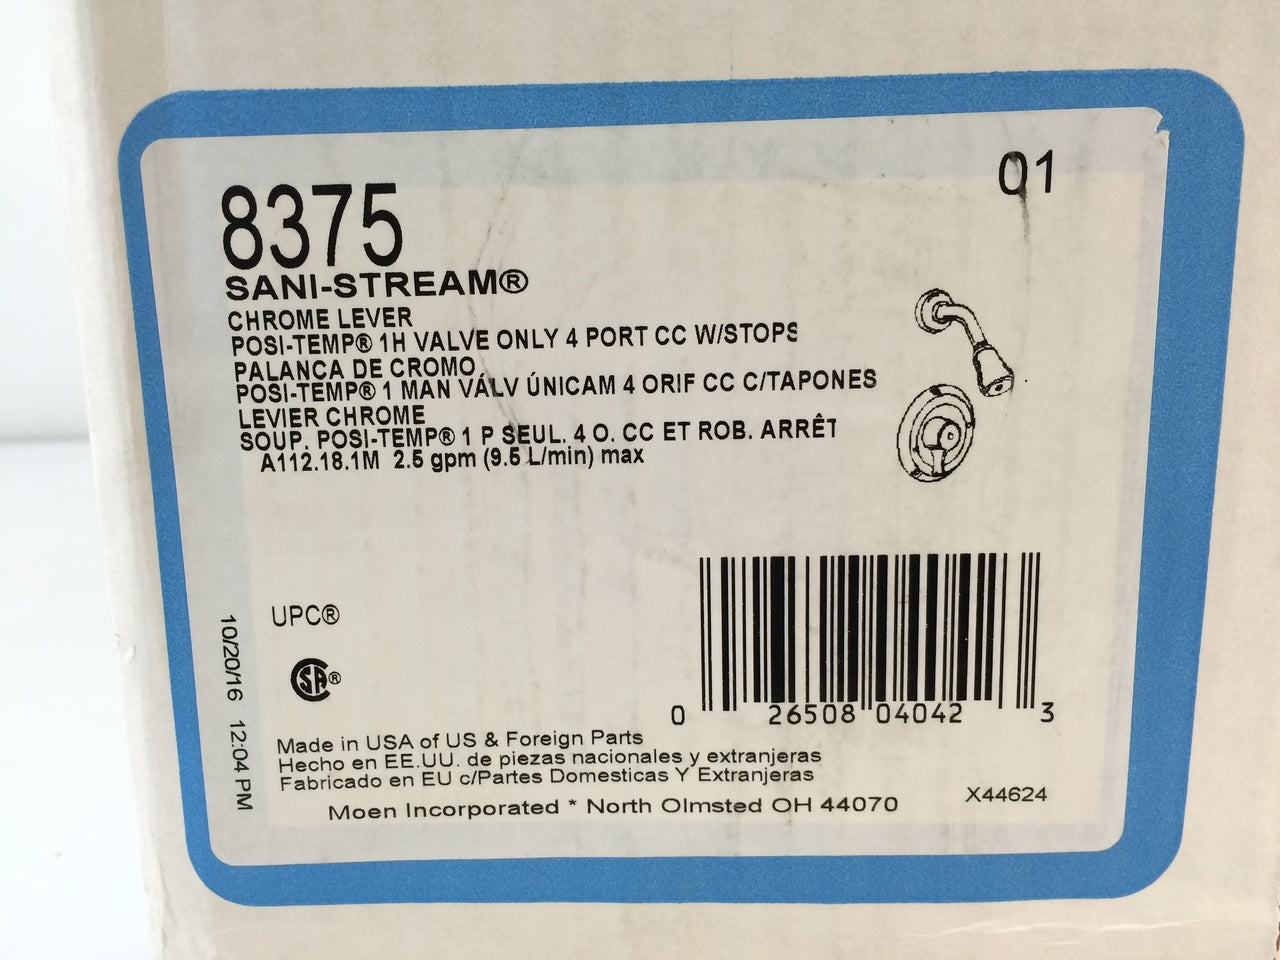 01
8375
SANI-STREAM®
CHROME LEVER
POSI-TEMP® 1H VALVE ONLY 4 PORT CC W/STOPS
PALANCA DE CROMO
POSI-TEMP® 1 MAN VÁLV ÚNICAM 4 ORIF CC C/TAPONES
LEVIER CHROME
SOUP. POSI-TEMP® 1 P SEUL. 4 O. CC ET ROB. ARRÊT
A112.18.1M 2.5 gpm (9.5 L/min) max
UPC®
SA®
10/20/16 12:04 PM
0 26508 04042 3
Made in USA of US & Foreign Parts
Hecho en EE.UU. de piezas nacionales y extranjeras
Fabricado en EU c/Partes Domesticas Y Extranjeras
Moen Incorporated * North Olmsted OH 44070
X44624